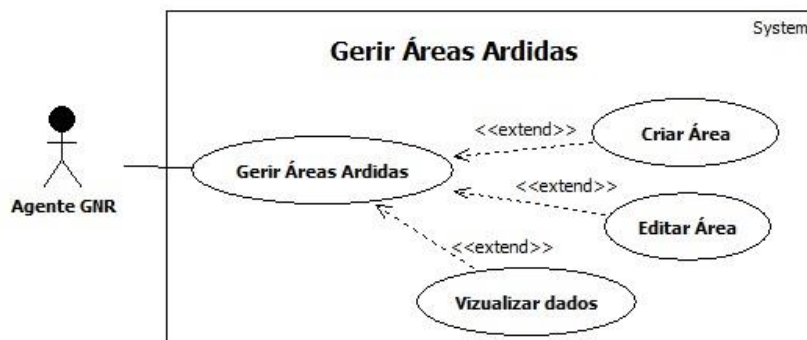 System
Gerir Áreas Ardidas
<<extend>>
Criar Área
Gerir Áreas Ardidas
<<extend>>
Agente GNR
Editar Área
<<extend>>
Vizualizar dados